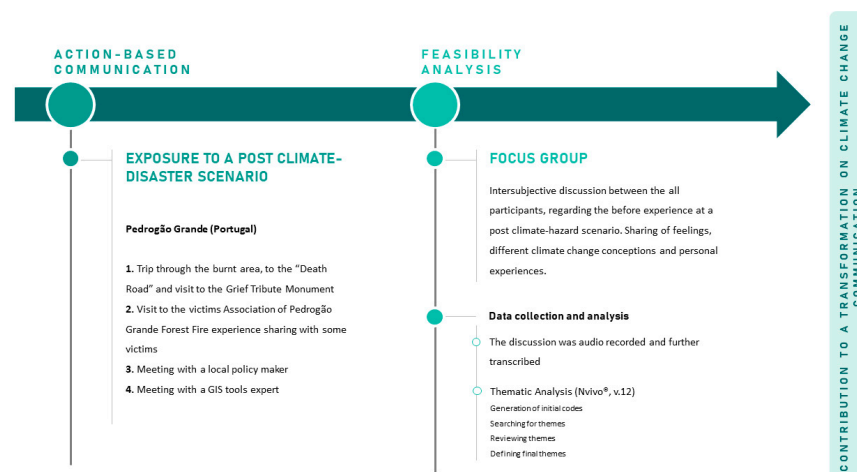 ACTION-BASED
COMMUNICATION
EXPOSURE TO A POST CLIMATE-
DISASTER SCENARIO
Pedrogão Grande (Portugal)
1. Trip through the burnt area, to the “Death
Road” and visit to the Grief Tribute Monument
2. Visit to the victims Association of Pedrogão
Grande Forest Fire experience sharing with some
victims
3. Meeting with a local policy maker
4. Meeting with a GIS tools expert
FEASIBILITY
ANALYSIS
FOCUS GROUP
Intersubjective discussion between the all
participants, regarding the before experience at a
post climate-hazard scenario. Sharing of feelings,
different climate change conceptions and personal
experiences.
Data collection and analysis
The discussion was audio recorded and further
transcribed
Thematic Analysis (Nvivo®, v.12)
Generation of initial codes
Searching for themes
Reviewing themes
Defining final themes
CONTRIBUTION TO A TRANSFORMATION ON CLIMATE CHANGE
COMMUNICATION